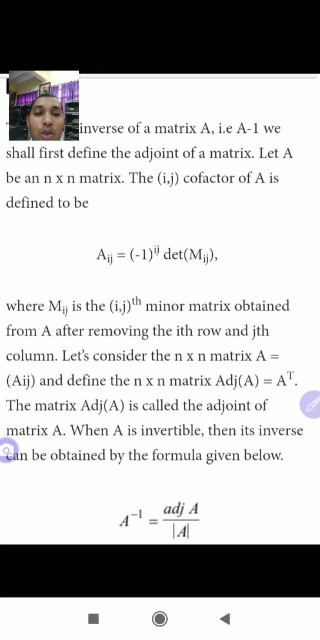 inverse of a matrix A, i.e A-1 we
shall first define the adjoint of a matrix. Let A
be an n x n matrix. The (i,j) cofactor of A is
defined to be
Aij = (-1)^ij det(Mij),
where Mij is the (i,j)^th minor matrix obtained
from A after removing the ith row and jth
column. Let's consider the n x n matrix A =
(Aij) and define the n x n matrix Adj(A) = A^T.
The matrix Adj(A) is called the adjoint of
matrix A. When A is invertible, then its inverse
can be obtained by the formula given below.
A^-1 = adj A / |A|